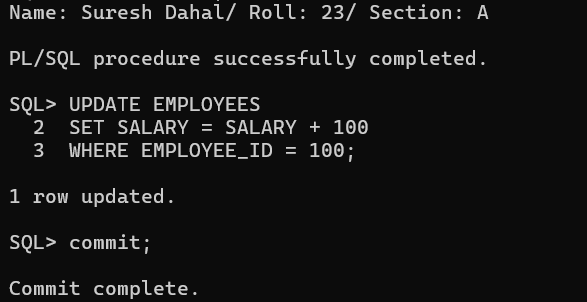 Name: Suresh Dahal/ Roll: 23/ Section: A
PL/SQL procedure successfully completed.
SQL> UPDATE EMPLOYEES
  2  SET SALARY = SALARY + 100
  3  WHERE EMPLOYEE_ID = 100;
1 row updated.
SQL> commit;
Commit complete.